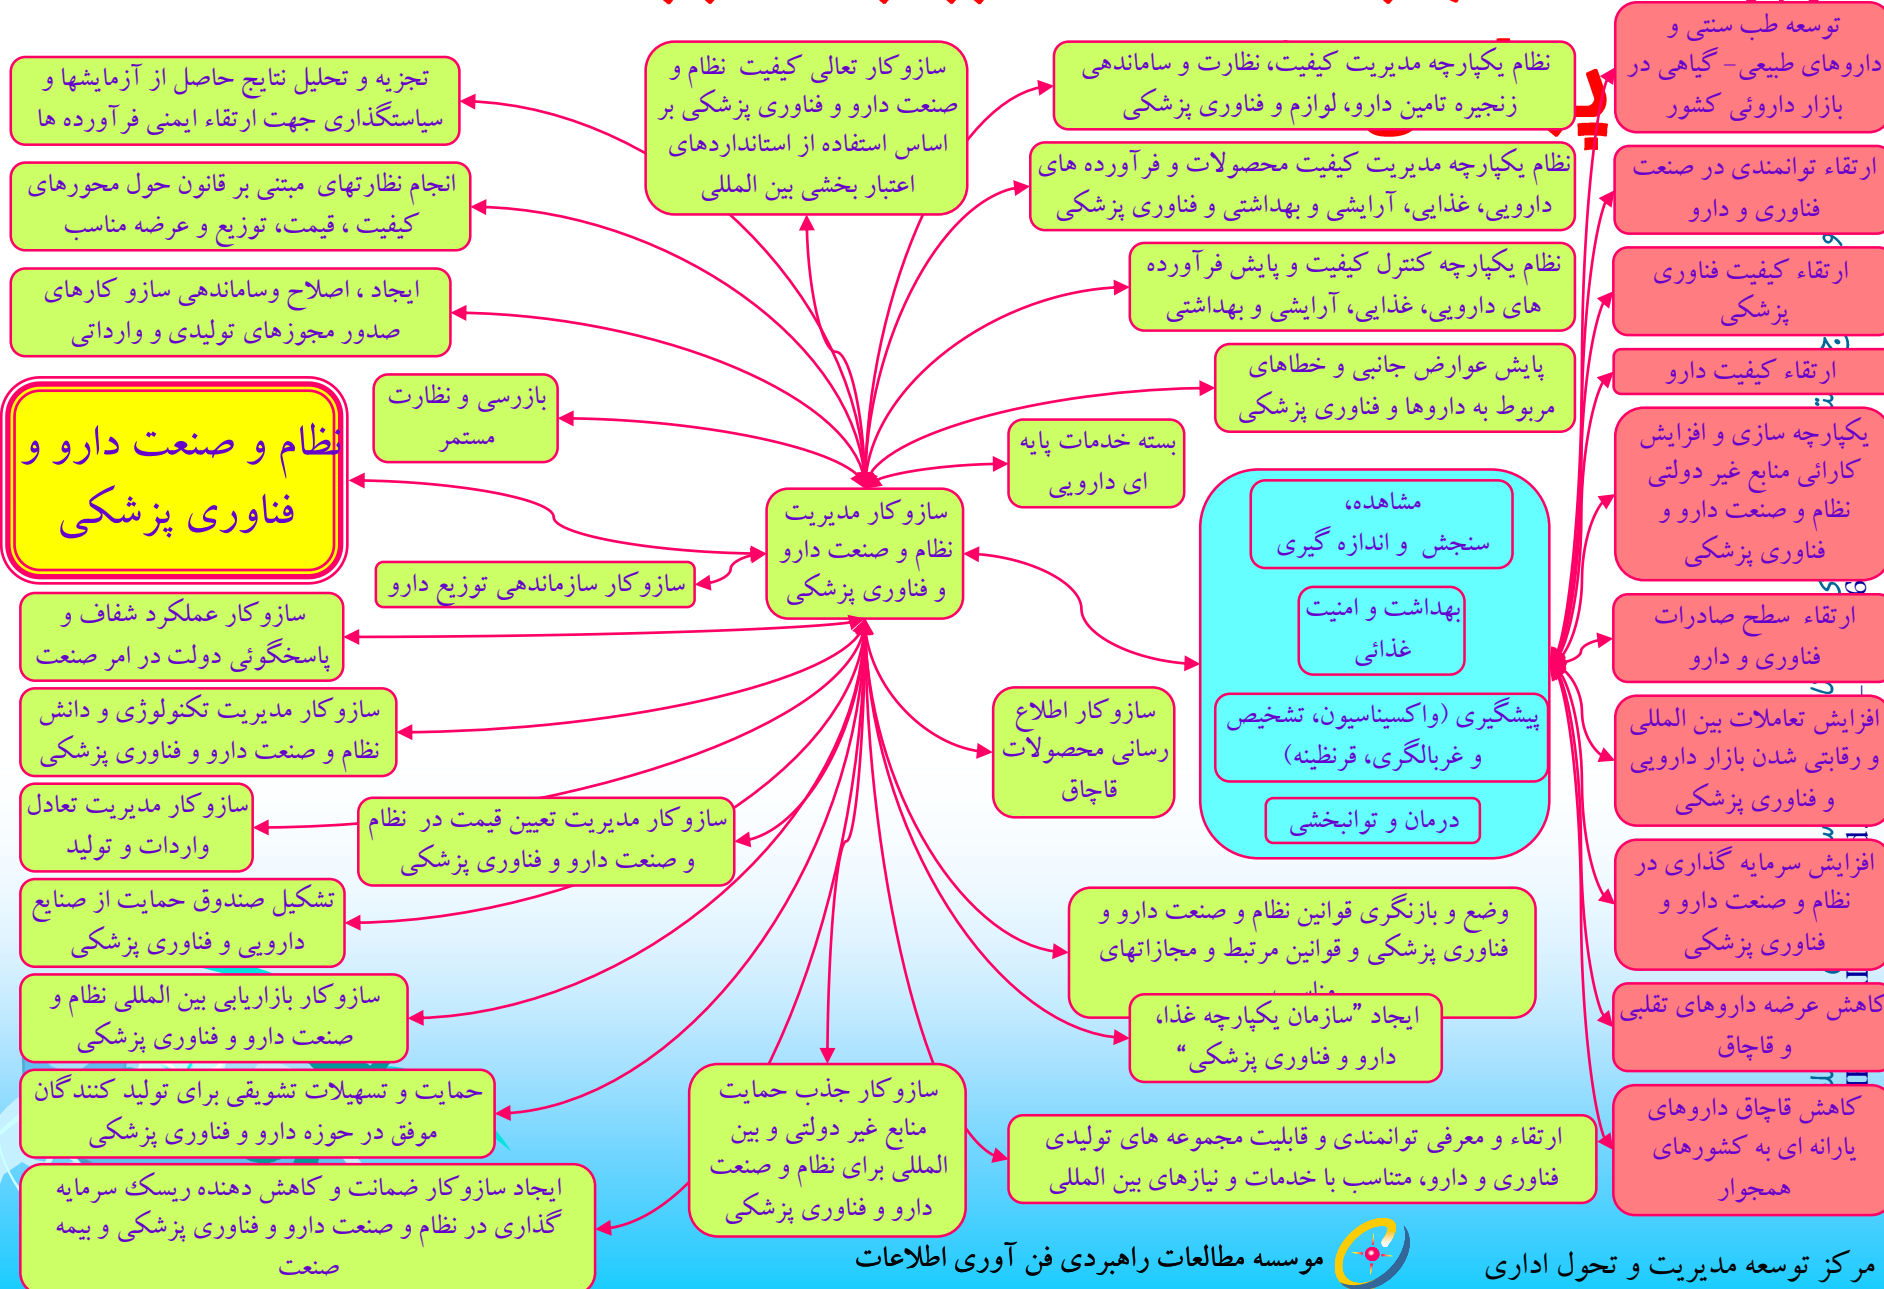 توسعه طب سنتی و
داروهای طبیعی- گیاهی در
بازار داروئی کشور
ارتقاء توانمندی در صنعت
فناوری و دارو
ارتقاء کیفیت فناوری
پزشکی
ارتقاء کیفیت دارو
یکپارچه سازی و افزایش
کارائی منابع غیر دولتی
نظام و صنعت دارو و
فناوری پزشکی
ارتقاء سطح صادرات
فناوری و دارو
افزایش تعاملات بین المللی
و رقابتی شدن بازار دارویی
و فناوری پزشکی
افزایش سرمایه گذاری در
نظام و صنعت دارو و
فناوری پزشکی
کاهش عرضه داروهای تقلبی
و قاچاق
کاهش قاچاق داروهای
یارانه ای به کشورهای
همجوار
نظام یکپارچه مدیریت کیفیت، نظارت و ساماندهی
زنجیره تامین دارو، لوازم و فناوری پزشکی
نظام یکپارچه مدیریت کیفیت محصولات و فرآورده های
دارویی، غذایی، آرایشی و بهداشتی و فناوری پزشکی
نظام یکپارچه کنترل کیفیت و پایش فرآورده
های دارویی، غذایی، آرایشی و بهداشتی
پایش عوارض جانبی و خطاهای
مربوط به داروها و فناوری پزشکی
بسته خدمات پایه
ای دارویی
مشاهده،
سنجش و اندازه گیری
بهداشت و امنیت
غذائی
پیشگیری (واکسیناسیون، تشخیص
و غربالگری، قرنظینه)
درمان و توانبخشی
سازوکار تعالی کیفیت نظام و
صنعت دارو و فناوری پزشکی بر
اساس استفاده از استانداردهای
اعتبار بخشی بین المللی
سازوکار مدیریت
نظام و صنعت دارو
و فناوری پزشکی
سازوکار اطلاع
رسانی محصولات
قاچاق
وضع و بازنگری قوانین نظام و صنعت دارو و
فناوری پزشکی و قوانین مرتبط و مجازاتهای
ایجاد "سازمان یکپارچه غذا،
دارو و فناوری پزشکی"
ارتقاء و معرفی توانمندی و قابلیت مجموعه های تولیدی
فناوری و دارو، متناسب با خدمات و نیازهای بین المللی
سازوکار جذب حمایت
منابع غیر دولتی و بین
المللی برای نظام و صنعت
دارو و فناوری پزشکی
تجزیه و تحلیل نتایج حاصل از آزمایشها و
سیاستگذاری جهت ارتقاء ایمنی فرآورده ها
انجام نظارتهای مبتنی بر قانون حول محورهای
کیفیت ، قیمت، توزیع و عرضه مناسب
ایجاد ، اصلاح وساماندهی سازو کارهای
صدور مجوزهای تولیدی و وارداتی
بازرسی و نظارت
مستمر
نظام و صنعت دارو و
فناوری پزشکی
سازوکار سازماندهی توزیع دارو
سازوکار عملکرد شفاف و
پاسخگوئی دولت در امر صنعت
سازوکار مدیریت تکنولوژی و دانش
نظام و صنعت دارو و فناوری پزشکی
سازوکار مدیریت تعادل
واردات و تولید
سازوکار مدیریت تعیین قیمت در نظام
و صنعت دارو و فناوری پزشکی
تشکیل صندوق حمایت از صنایع
دارویی و فناوری پزشکی
سازوکار بازاریابی بین المللی نظام و
صنعت دارو و فناوری پزشکی
حمایت و تسهیلات تشویقی برای تولید کنندگان
موفق در حوزه دارو و فناوری پزشکی
ایجاد سازوکار ضمانت و کاهش دهنده ریسک سرمایه
گذاری در نظام و صنعت دارو و فناوری پزشکی و بیمه
صنعت
مرکز توسعه مدیریت و تحول اداری
موسسه مطالعات راهبردی فن آوری اطلاعات